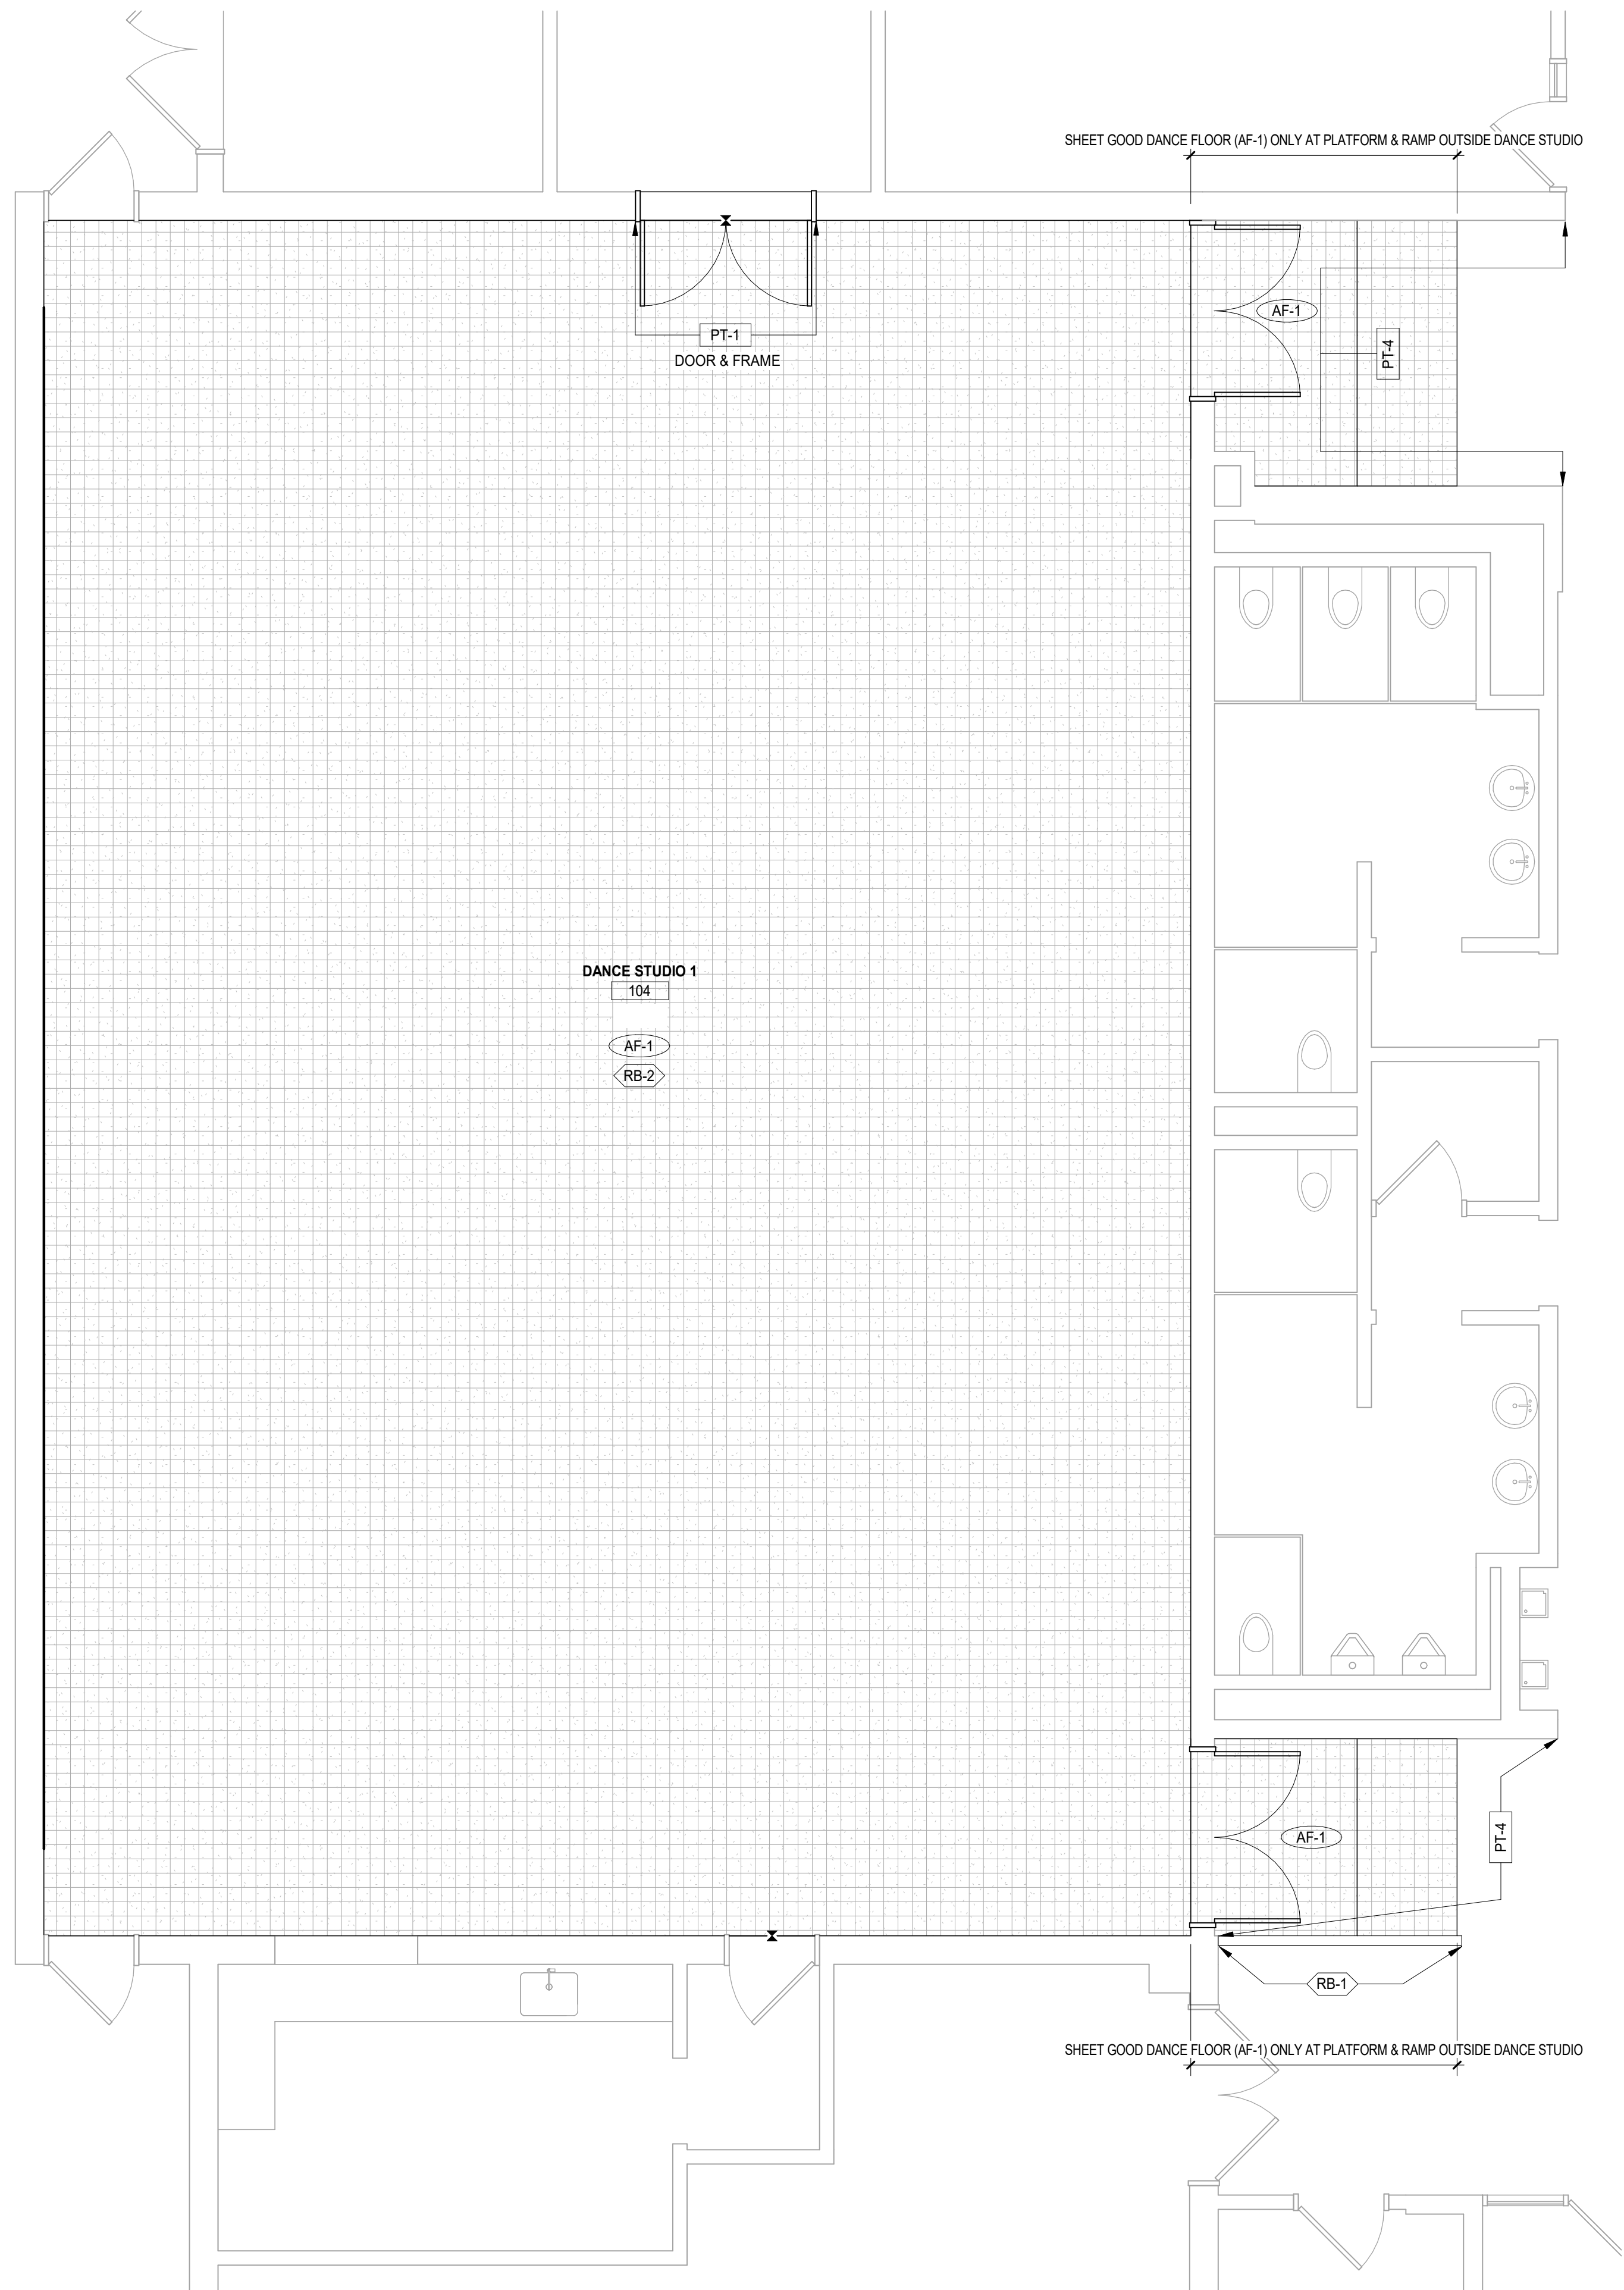 SHEET GOOD DANCE FLOOR (AF-1) ONLY AT PLATFORM & RAMP OUTSIDE DANCE STUDIO
AF-1
PT-1
PT-4
DOOR & FRAME
DANCE STUDIO 1
104
AF-1
RB-2
AF-1
PT-4
RB-1
SHEET GOOD DANCE FLOOR (AF-1) ONLY AT PLATFORM & RAMP OUTSIDE DANCE STUDIO